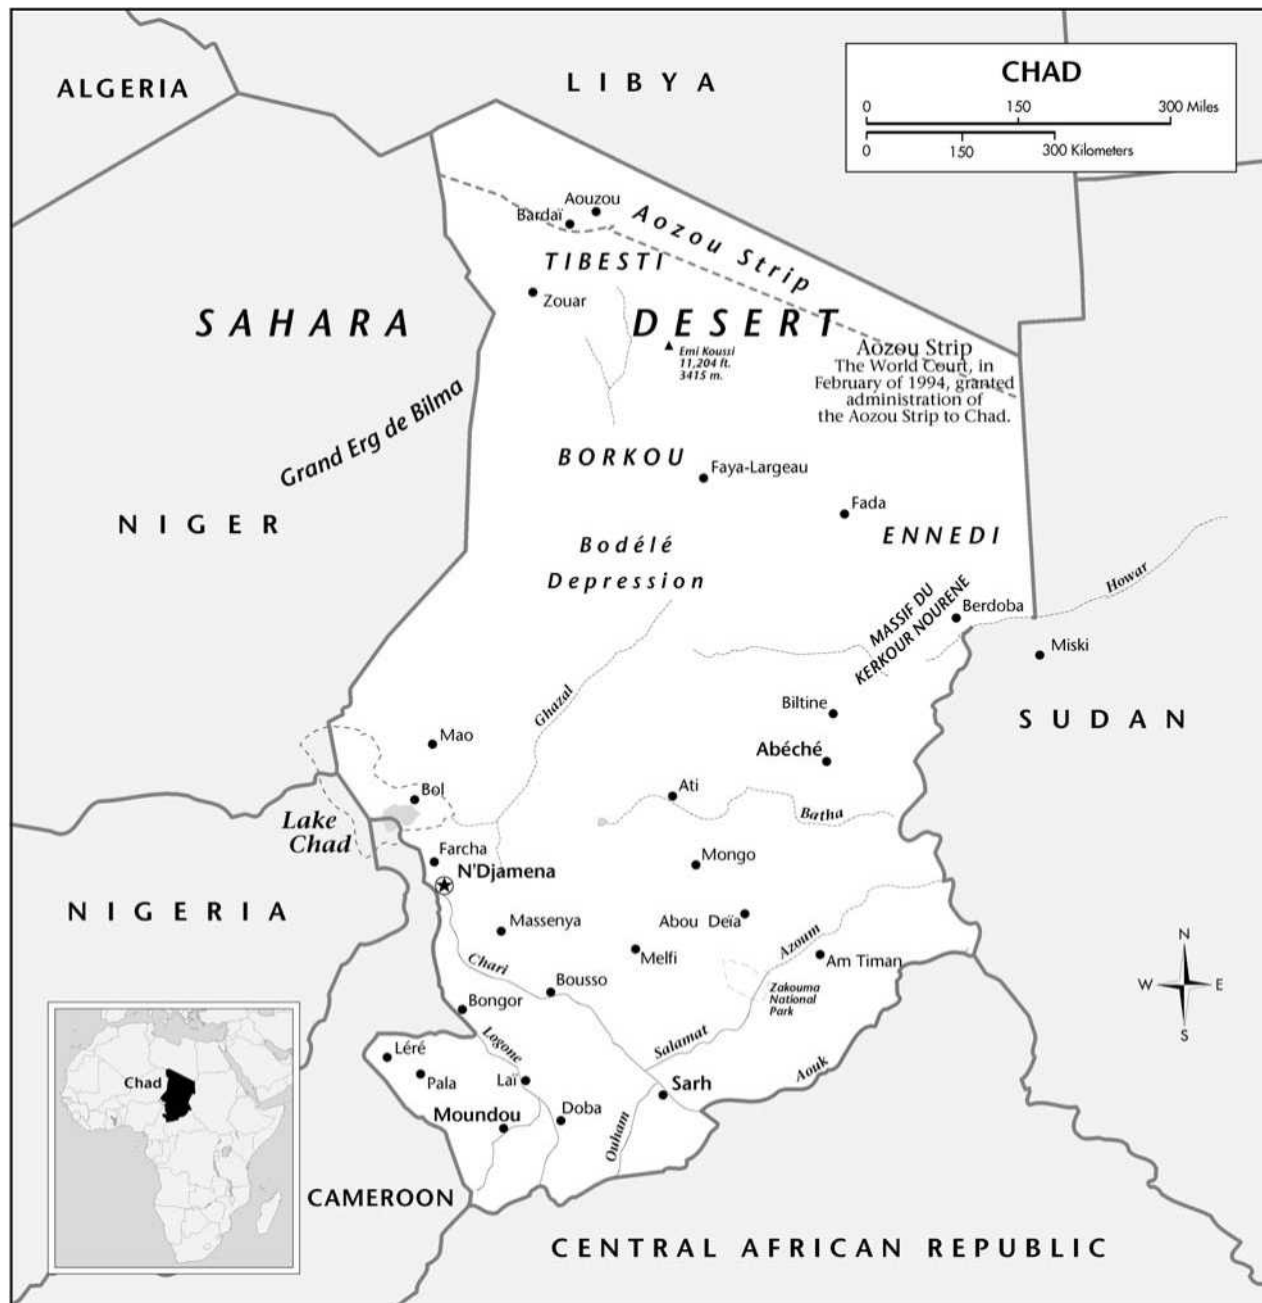 ALGERIA
LIBYA
CHAD
0 150 300 Miles
0 150 300 Kilometers
Aouzou
Bardaï
Aozou Strip
TIBESTI
Zouar
SAHARA DESERT
Emi Koussi
11,204 ft.
3415 m.
Aozou Strip
The World Court, in
February of 1994, granted
administration of
the Aozou Strip to Chad.
Grand Erg de Bilma
BORKOU
Faya-Largeau
Fada
NIGER
ENNEDI
Bodélé
Depression
Howar
MASSIF DU
KERKOUR NOURENE
Berdoba
Miski
Ghazal
Biltine
SUDAN
Mao
Abéché
Bol
Ati
Batha
Lake
Chad
Farcha
N'Djamena
Mongo
NIGERIA
Massenya
Abou Deïa
Azoum
Chari
Melfi
Am Timan
Bousso
Zakouma
National
Park
Bongor
N
W E
S
Logone
Salamat
Léré
Pala
Laï
Sarh
Aouk
Chad
Moundou
Doba
Ouham
CAMEROON
CENTRAL AFRICAN REPUBLIC